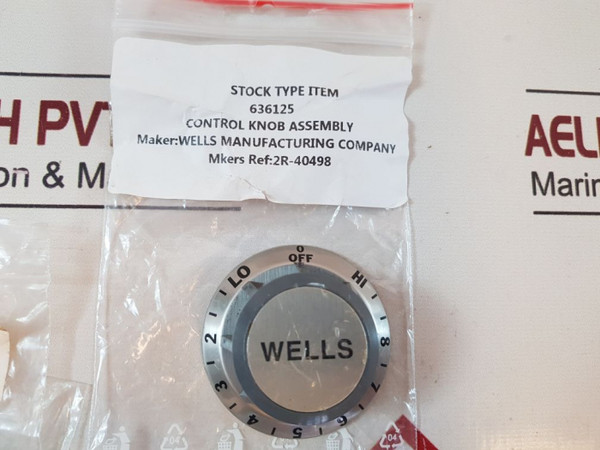 STOCK TYPE ITEM
636125
CONTROL KNOB ASSEMBLY
Maker:WELLS MANUFACTURING COMPANY
Mkers Ref:2R-40498
H PVT
on & M
AEL
Marin
0
OFF
LO
HI
2
3
4
5
6
7
8
WELLS
04